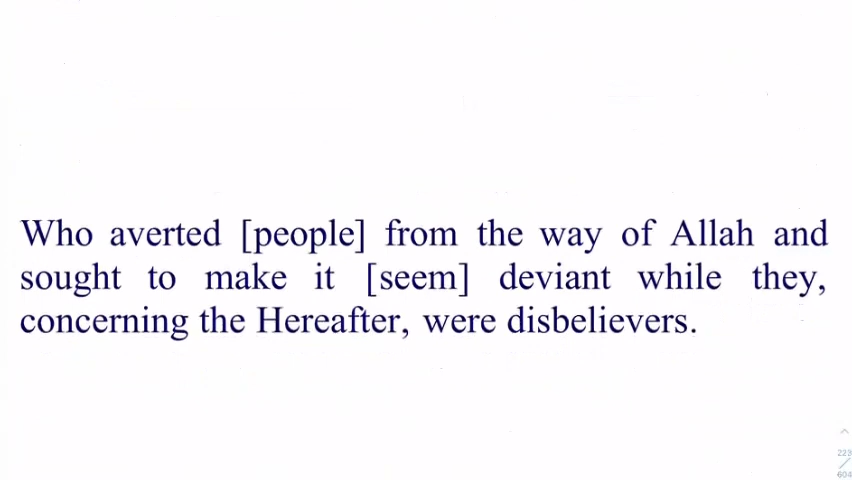 Who averted [people] from the way of Allah and
sought to make it [seem] deviant while they,
concerning the Hereafter, were disbelievers.
223
/
604